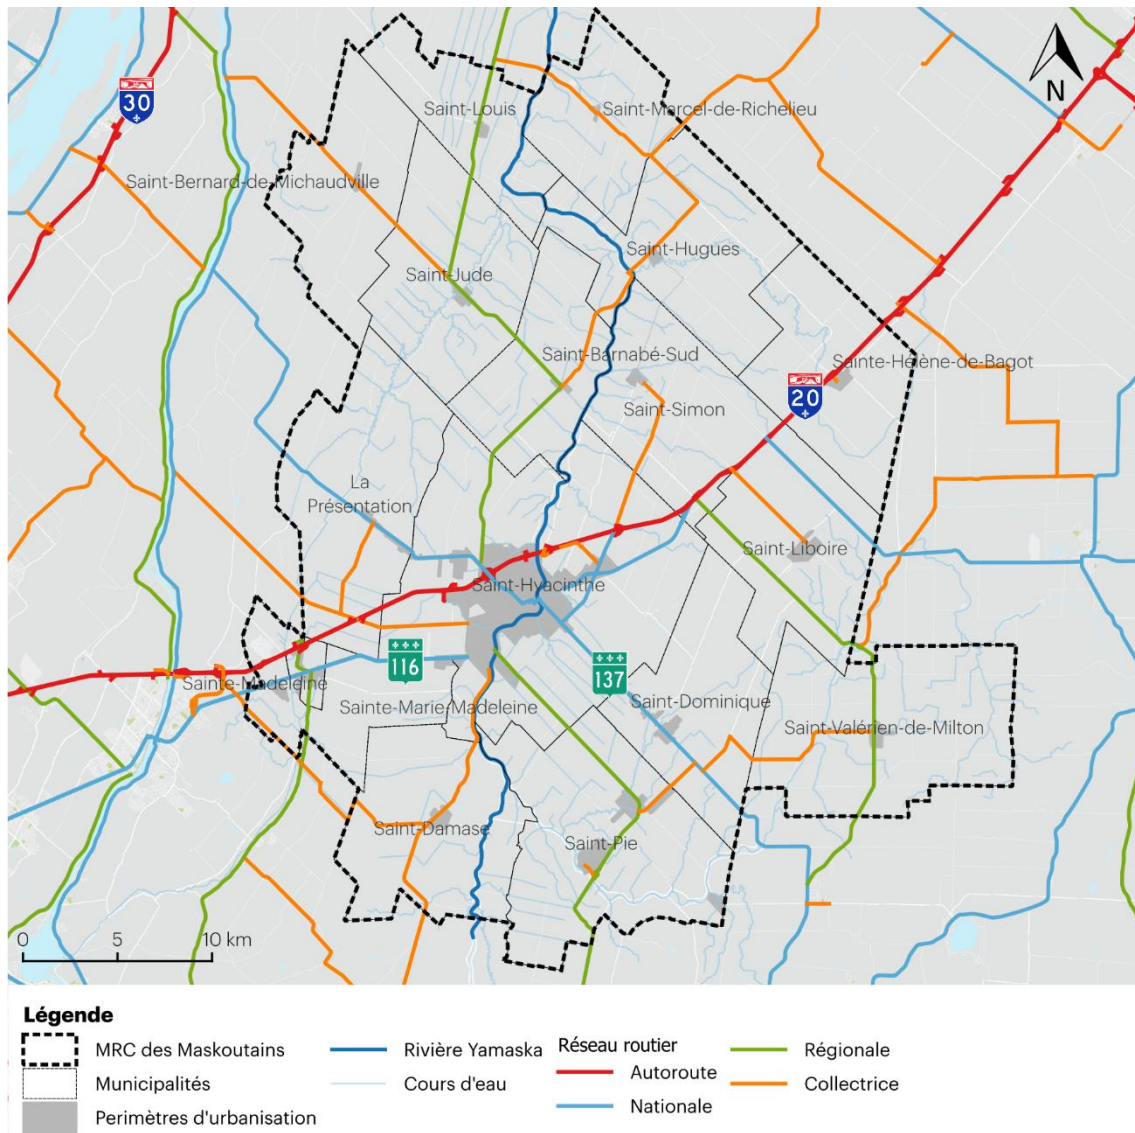 30
N
Saint-Louis
Saint-Marcel-de-Richelieu
Saint-Bernard-de-Michaudville
Saint-Hugues
Saint-Jude
Saint-Barnabé-Sud
Sainte-Hélène-de-Bagot
20
Saint-Simon
La
Présentation
Saint-Liboire
Saint-Hyacinthe
116
137
Sainte-Madeleine
Sainte-Marie-Madeleine
Saint-Dominique
Saint-Valérien-de-Milton
Saint-Damase
Saint-Pie
0 5 10 km
Légende
MRC des Maskoutains
Municipalités
Perimètres d'urbanisation
Rivière Yamaska
Cours d'eau
Réseau routier
Autoroute
Nationale
Régionale
Collectrice